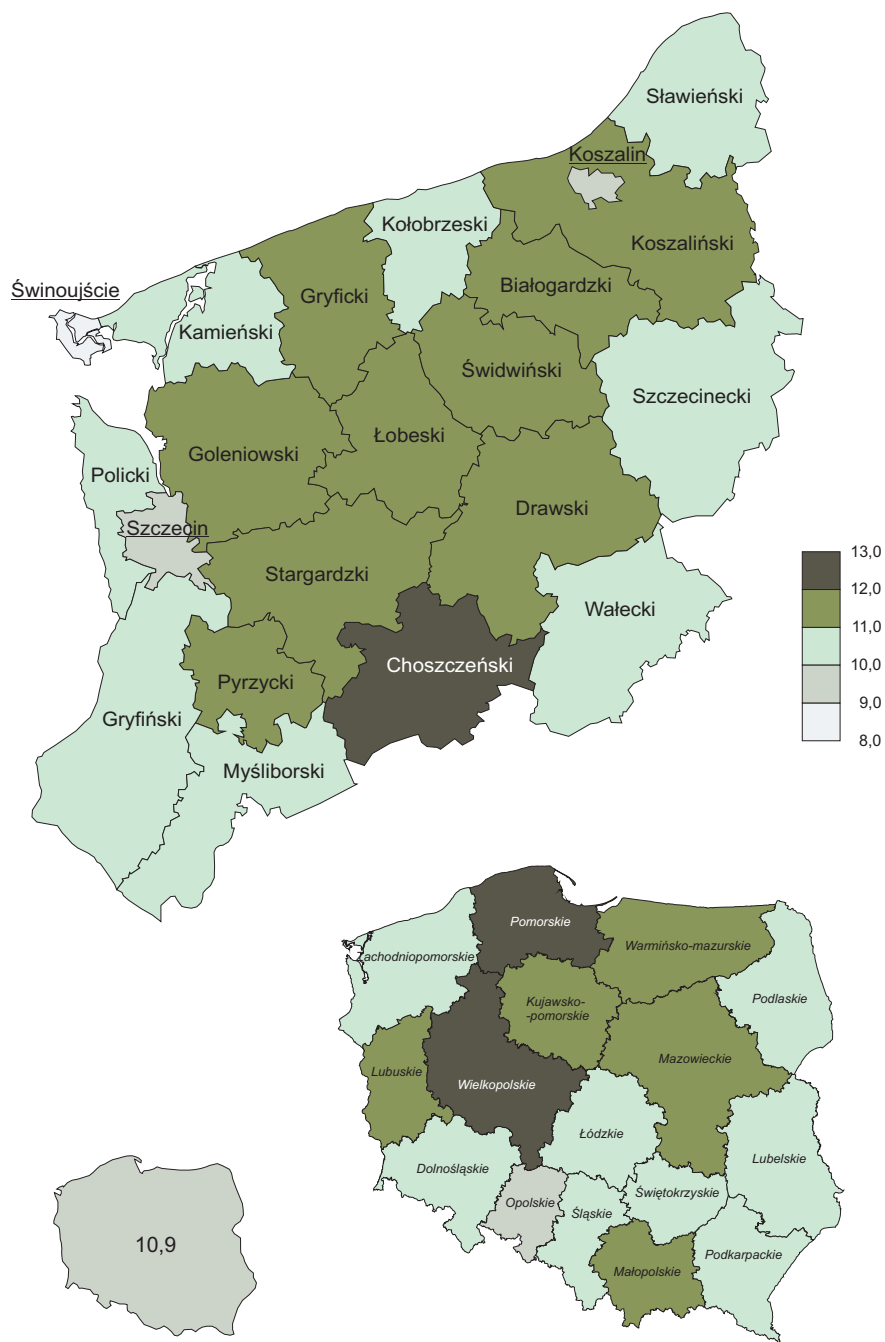 Sławieński
Koszalin
Kołobrzeski
Koszaliński
Białogardzki
Świnoujście
Gryficki
Kamieński
Świdwiński
Szczecinecki
Łobeski
Goleniowski
Policki
Drawski
Szczecin
Stargardzki
Wałecki
Choszczeński
Pyrzycki
Gryfiński
Myśliborski
13,0
12,0
11,0
10,0
9,0
8,0
Pomorskie
Warmińsko-mazurskie
Zachodniopomorskie
Kujawsko-
-pomorskie
Podlaskie
Mazowieckie
Lubuskie
Wielkopolskie
Łódzkie
Lubelskie
Dolnośląskie
Świętokrzyskie
Opolskie
Śląskie
Podkarpackie
Małopolskie
10,9